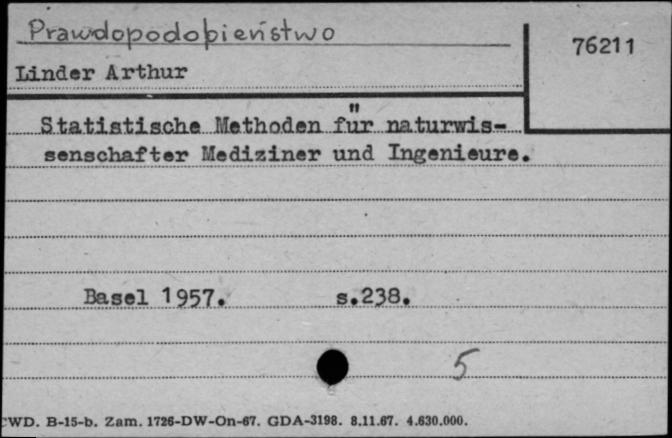 Prawdopodobieństwo
76211
Linder Arthur
Statistische Methoden für naturwis-
senschafter Mediziner und Ingenieure.
Basel 1957. s.238.
5
CWD. B-15-b. Zam. 1726-DW-On-67. GDA-3198. 8.11.67. 4.630.000.